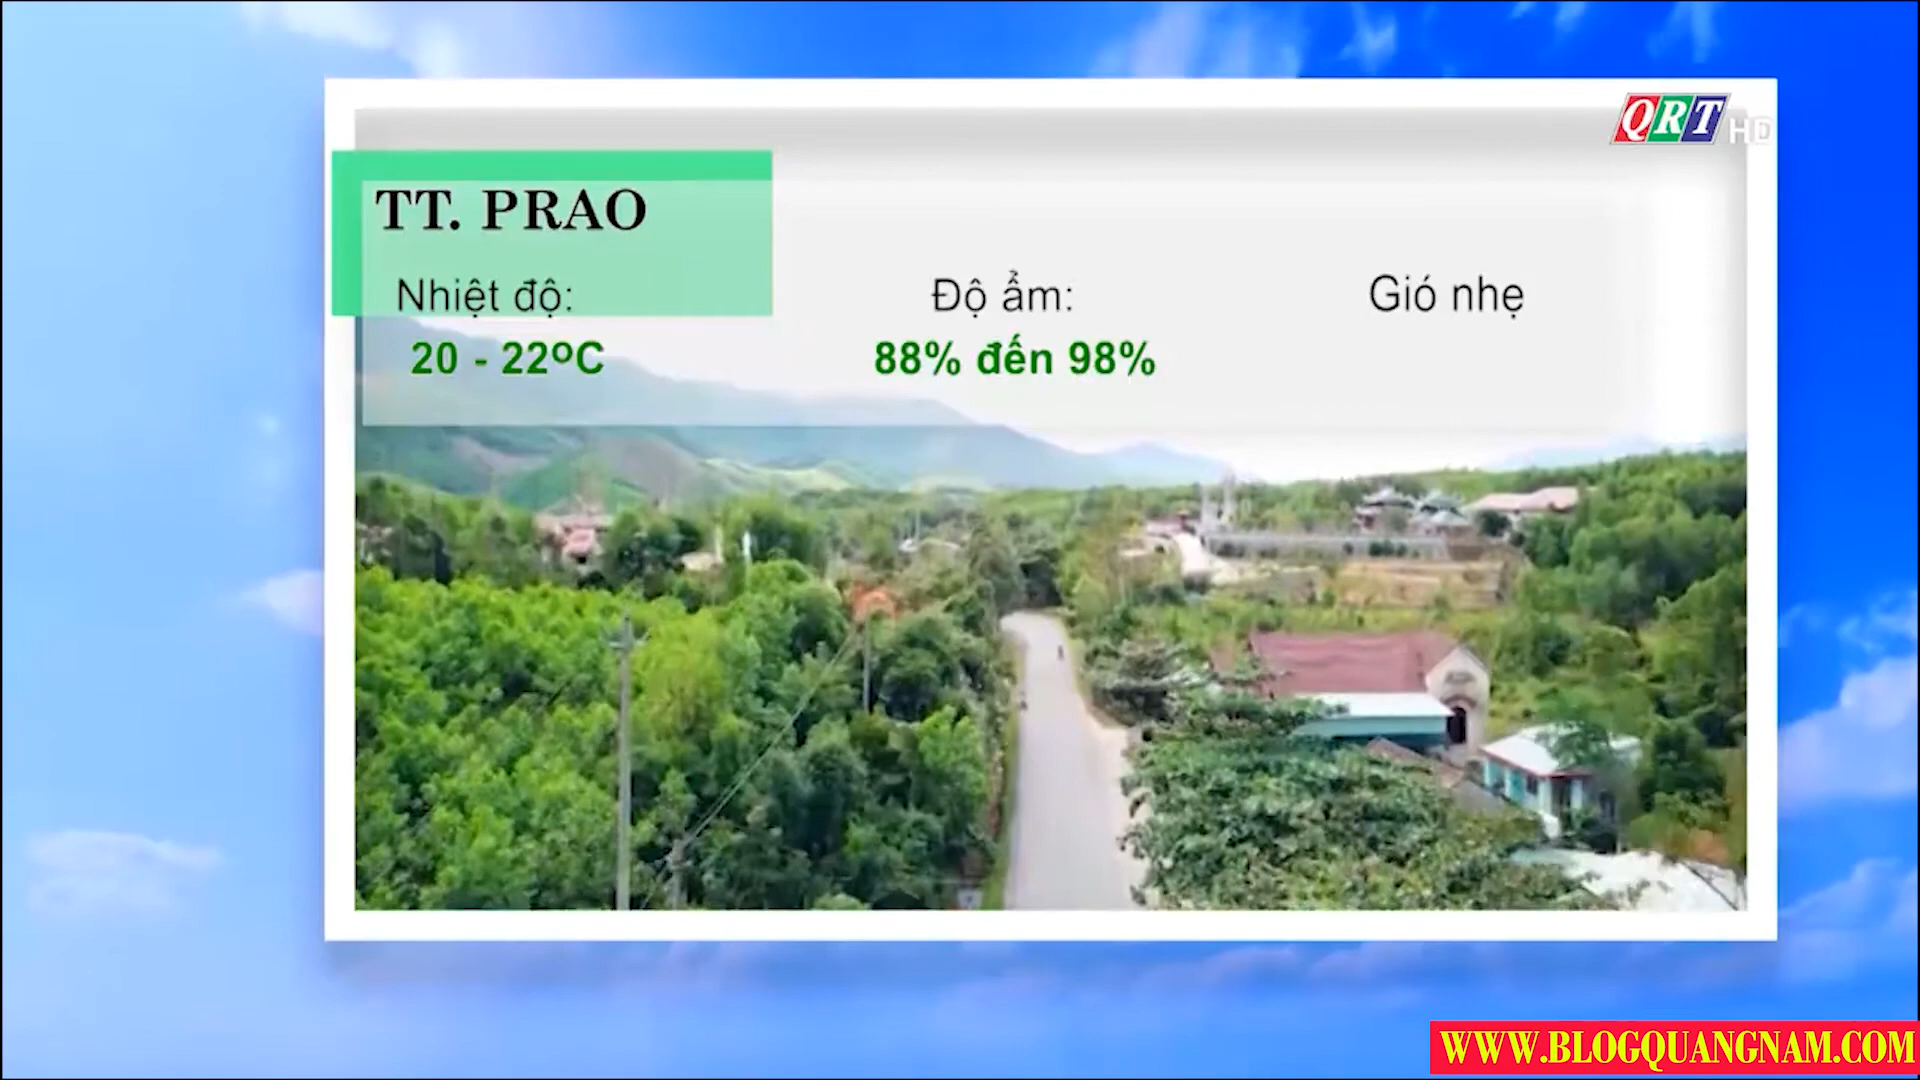 QRT HD
TT. PRAO
Nhiệt độ:
20 - 22ºC
Độ ẩm:
88% đến 98%
Gió nhẹ
WWW.BLOGQUANGNAM.COM